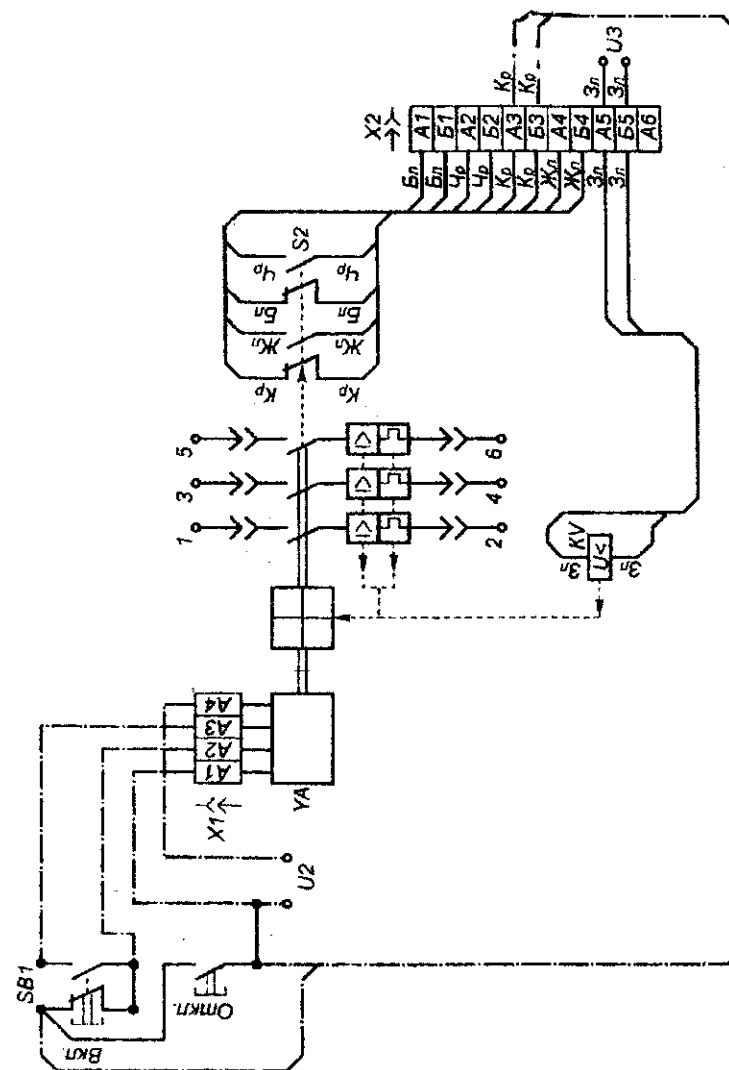 X2
А1
Б1
А2
Б2
А3
Б3
А4
Б4
А5
Б5
А6
Бл
Бл
Чр
Чр
Кр
Кр
Жл
Жл
Зл
Зл
Кр
Кр
Зл
Зл
U3
S2
Чр
Бл
Жл
Кр
Чр
Бл
Жл
Кр
5
3
1
6
4
2
KV
U<
Зл
Зл
А4
А3
А2
А1
X1
YA
U2
SB1
Вкл.
Откл.